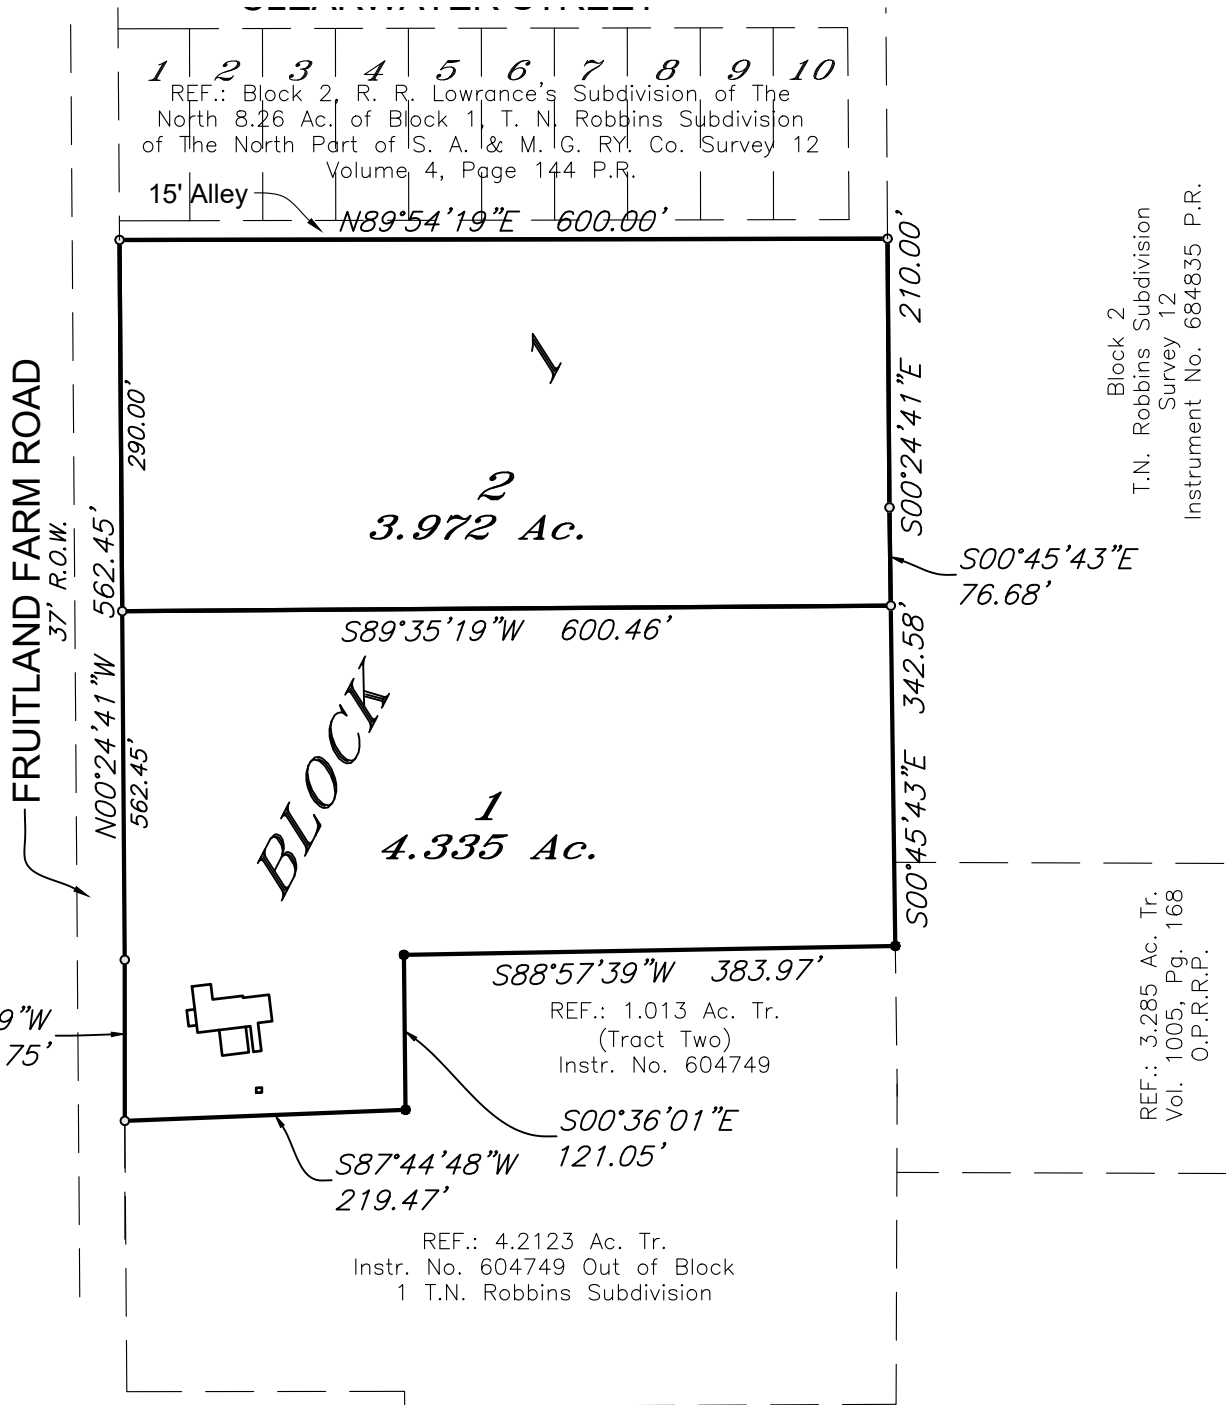 CLEARWATER STREET
1 2 3 4 5 6 7 8 9 10
REF.: Block 2, R. R. Lowrance's Subdivision of The
North 8.26 Ac. of Block 1, T. N. Robbins Subdivision
of The North Part of S. A. & M. G. RY. Co. Survey 12
Volume 4, Page 144 P.R.
15' Alley
N89°54'19"E 600.00'
S00°24'41"E 210.00'
Block 2
T.N. Robbins Subdivision
Survey 12
Instrument No. 684835 P.R.
1
290.00'
2
3.972 Ac.
FRUITLAND FARM ROAD
37' R.O.W.
N00°24'41"W 562.45'
S00°45'43"E
76.68'
S89°35'19"W 600.46'
BLOCK
562.45'
1
4.335 Ac.
S00°45'43"E 342.58'
S88°57'39"W 383.97'
REF.: 1.013 Ac. Tr.
(Tract Two)
Instr. No. 604749
REF.: 3.285 Ac. Tr.
Vol. 1005, Pg. 168
O.P.R.R.P.
9"W
75'
S00°36'01"E
121.05'
S87°44'48"W
219.47'
REF.: 4.2123 Ac. Tr.
Instr. No. 604749 Out of Block
1 T.N. Robbins Subdivision